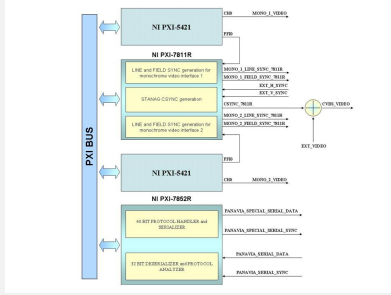 NI PXI-5421
CH0
MONO_1_VIDEO
PFI0
NI PXI-7811R
LINE and FIELD SYNC generation for
monochrome video interface 1
MONO_1_LINE_SYNC_7811R
MONO_1_FIELD_SYNC_7811R
EXT_H_SYNC
EXT_V_SYNC
STANAG CSYNC generation
CSYNC_7811R
CVBS_VIDEO
LINE and FIELD SYNC generation for
monochrome video interface 2
MONO_2_LINE_SYNC_7811R
MONO_2_FIELD_SYNC_7811R
EXT_VIDEO
PXI BUS
PFI0
NI PXI-5421
CH0
MONO_2_VIDEO
NI PXI-7852R
40 BIT PROTOCOL HANDLER and
SERIALIZER
PANAVIA_SPECIAL_SERIAL_DATA
PANAVIA_SPECIAL_SERIAL_SYNC
32 BIT DESERIALIZER and PROTOCOL
ANALYZER
PANAVIA_SERIAL_DATA
PANAVIA_SERIAL_SYNC